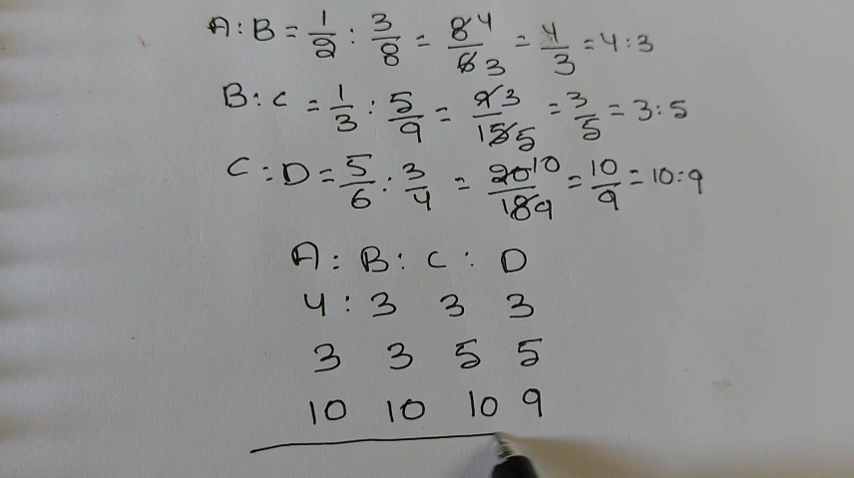 A:B = 1/2 : 3/8 = 8 4/6 3 = 4/3 = 4:3
B:C = 1/3 : 5/9 = 9 3/15 5 = 3/5 = 3:5
C:D = 5/6 : 3/4 = 20 10/18 9 = 10/9 = 10:9
A : B : C : D
4 : 3 3 3
3 3 5 5
10 10 10 9